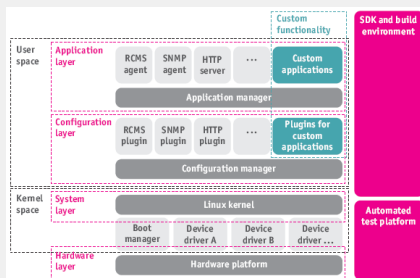 Custom
functionality
SDK and build
environment
User
space
Application
layer
RCMS
agent
SNMP
agent
HTTP
server
...
Custom
applications
Application manager
Configuration
layer
RCMS
plugin
SNMP
plugin
HTTP
plugin
...
Plugins for
custom
applications
Configuration manager
Kernel
space
System
layer
Linux kernel
Automated
test platform
Boot
manager
Device
driver A
Device
driver B
Device
driver ...
Hardware
layer
Hardware platform